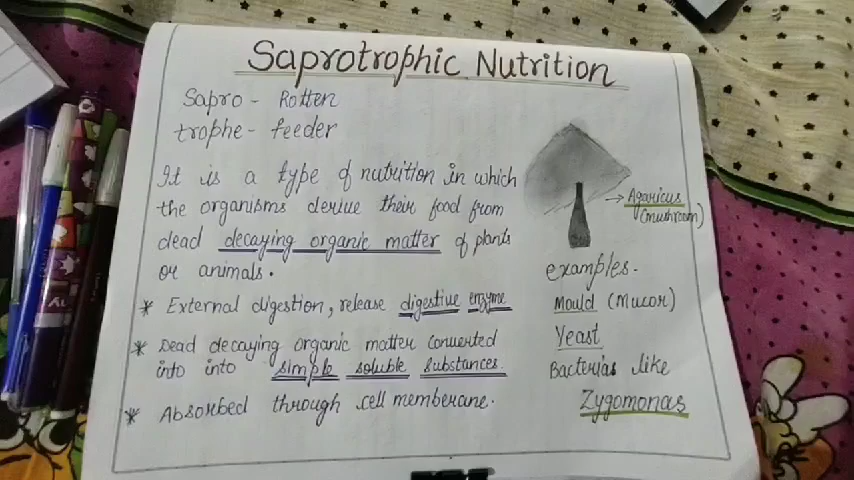 Saprotrophic Nutrition
Sapro - Rotten
trophe - feeder
It is a type of nutrition in which
the organisms derive their food from
dead decaying organic matter of plants
or animals.
* External digestion, release digestive enzyme
* Dead decaying organic matter converted
into into simple soluble substances.
* Absorbed through cell memberane.
→ Agaricus
(mushroom)
examples.
Mould (Mucor)
Yeast
Bacterias like
Zygomonas